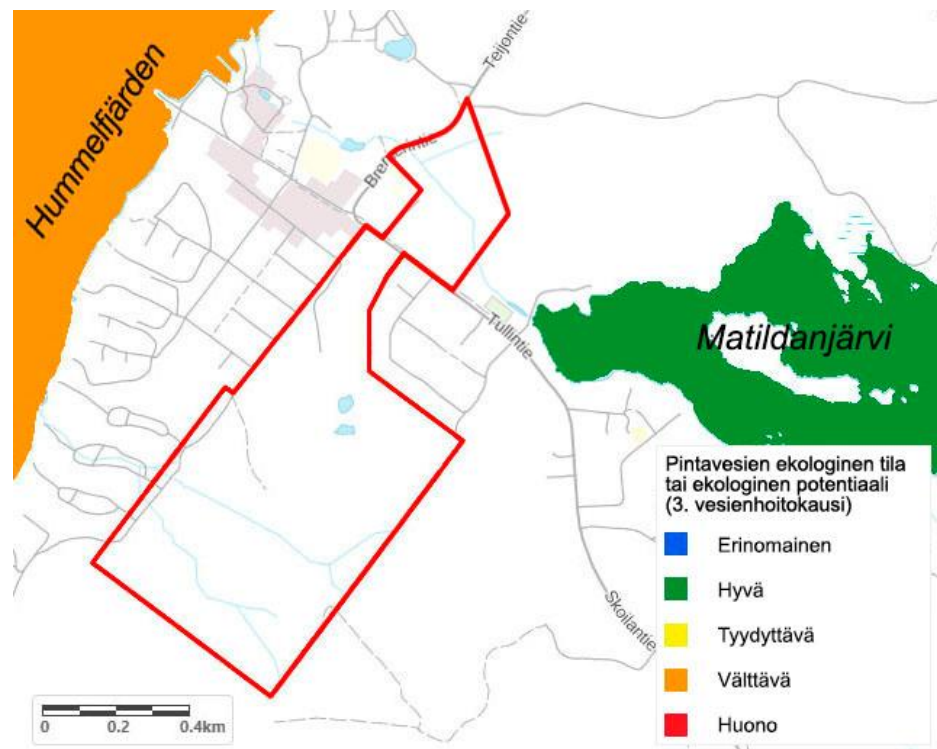 Hummelfjärden
Teijontie
Bremerintie
Tullintie
Matildanjärvi
Skoilantie
Pintavesien ekologinen tila
tai ekologinen potentiaali
(3. vesienhoitokausi)
Erinomainen
Hyvä
Tyydyttävä
Välttävä
Huono
0 0.2 0.4km